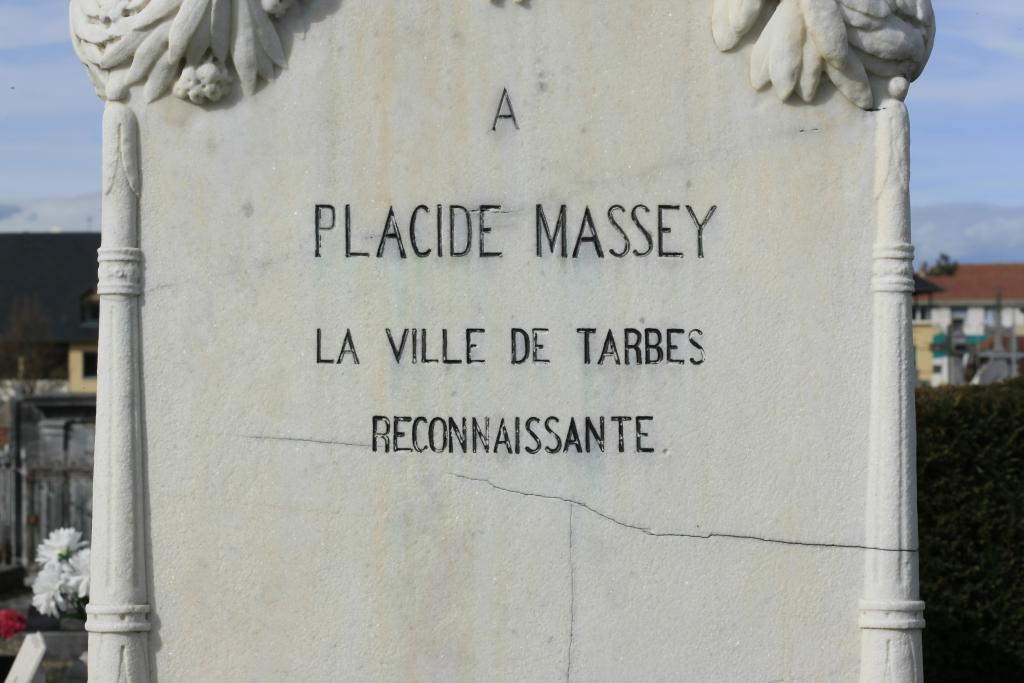 A
PLACIDE MASSEY
LA VILLE DE TARBES
RECONNAISSANTE